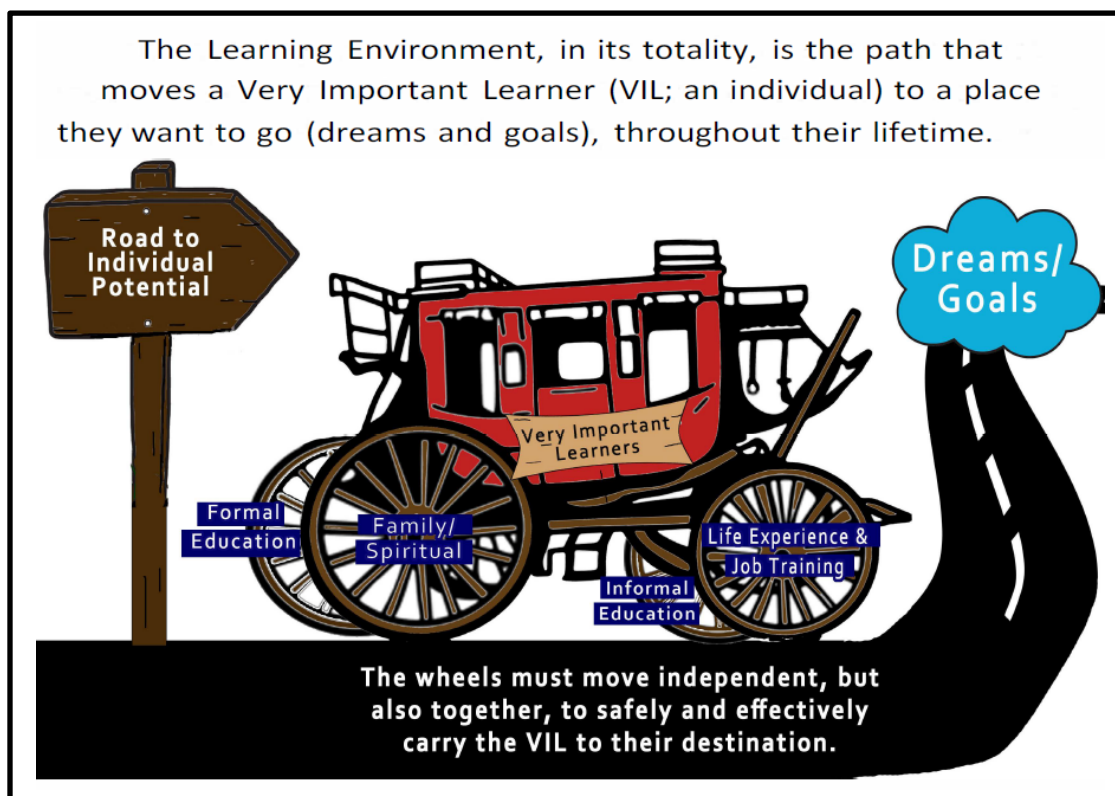 The Learning Environment, in its totality, is the path that
moves a Very Important Learner (VIL; an individual) to a place
they want to go (dreams and goals), throughout their lifetime.
Road to
Individual
Potential
Dreams/
Goals
Very Important
Learners
Formal
Education
Family/
Spiritual
Life Experience &
Job Training
Informal
Education
The wheels must move independent, but
also together, to safely and effectively
carry the VIL to their destination.